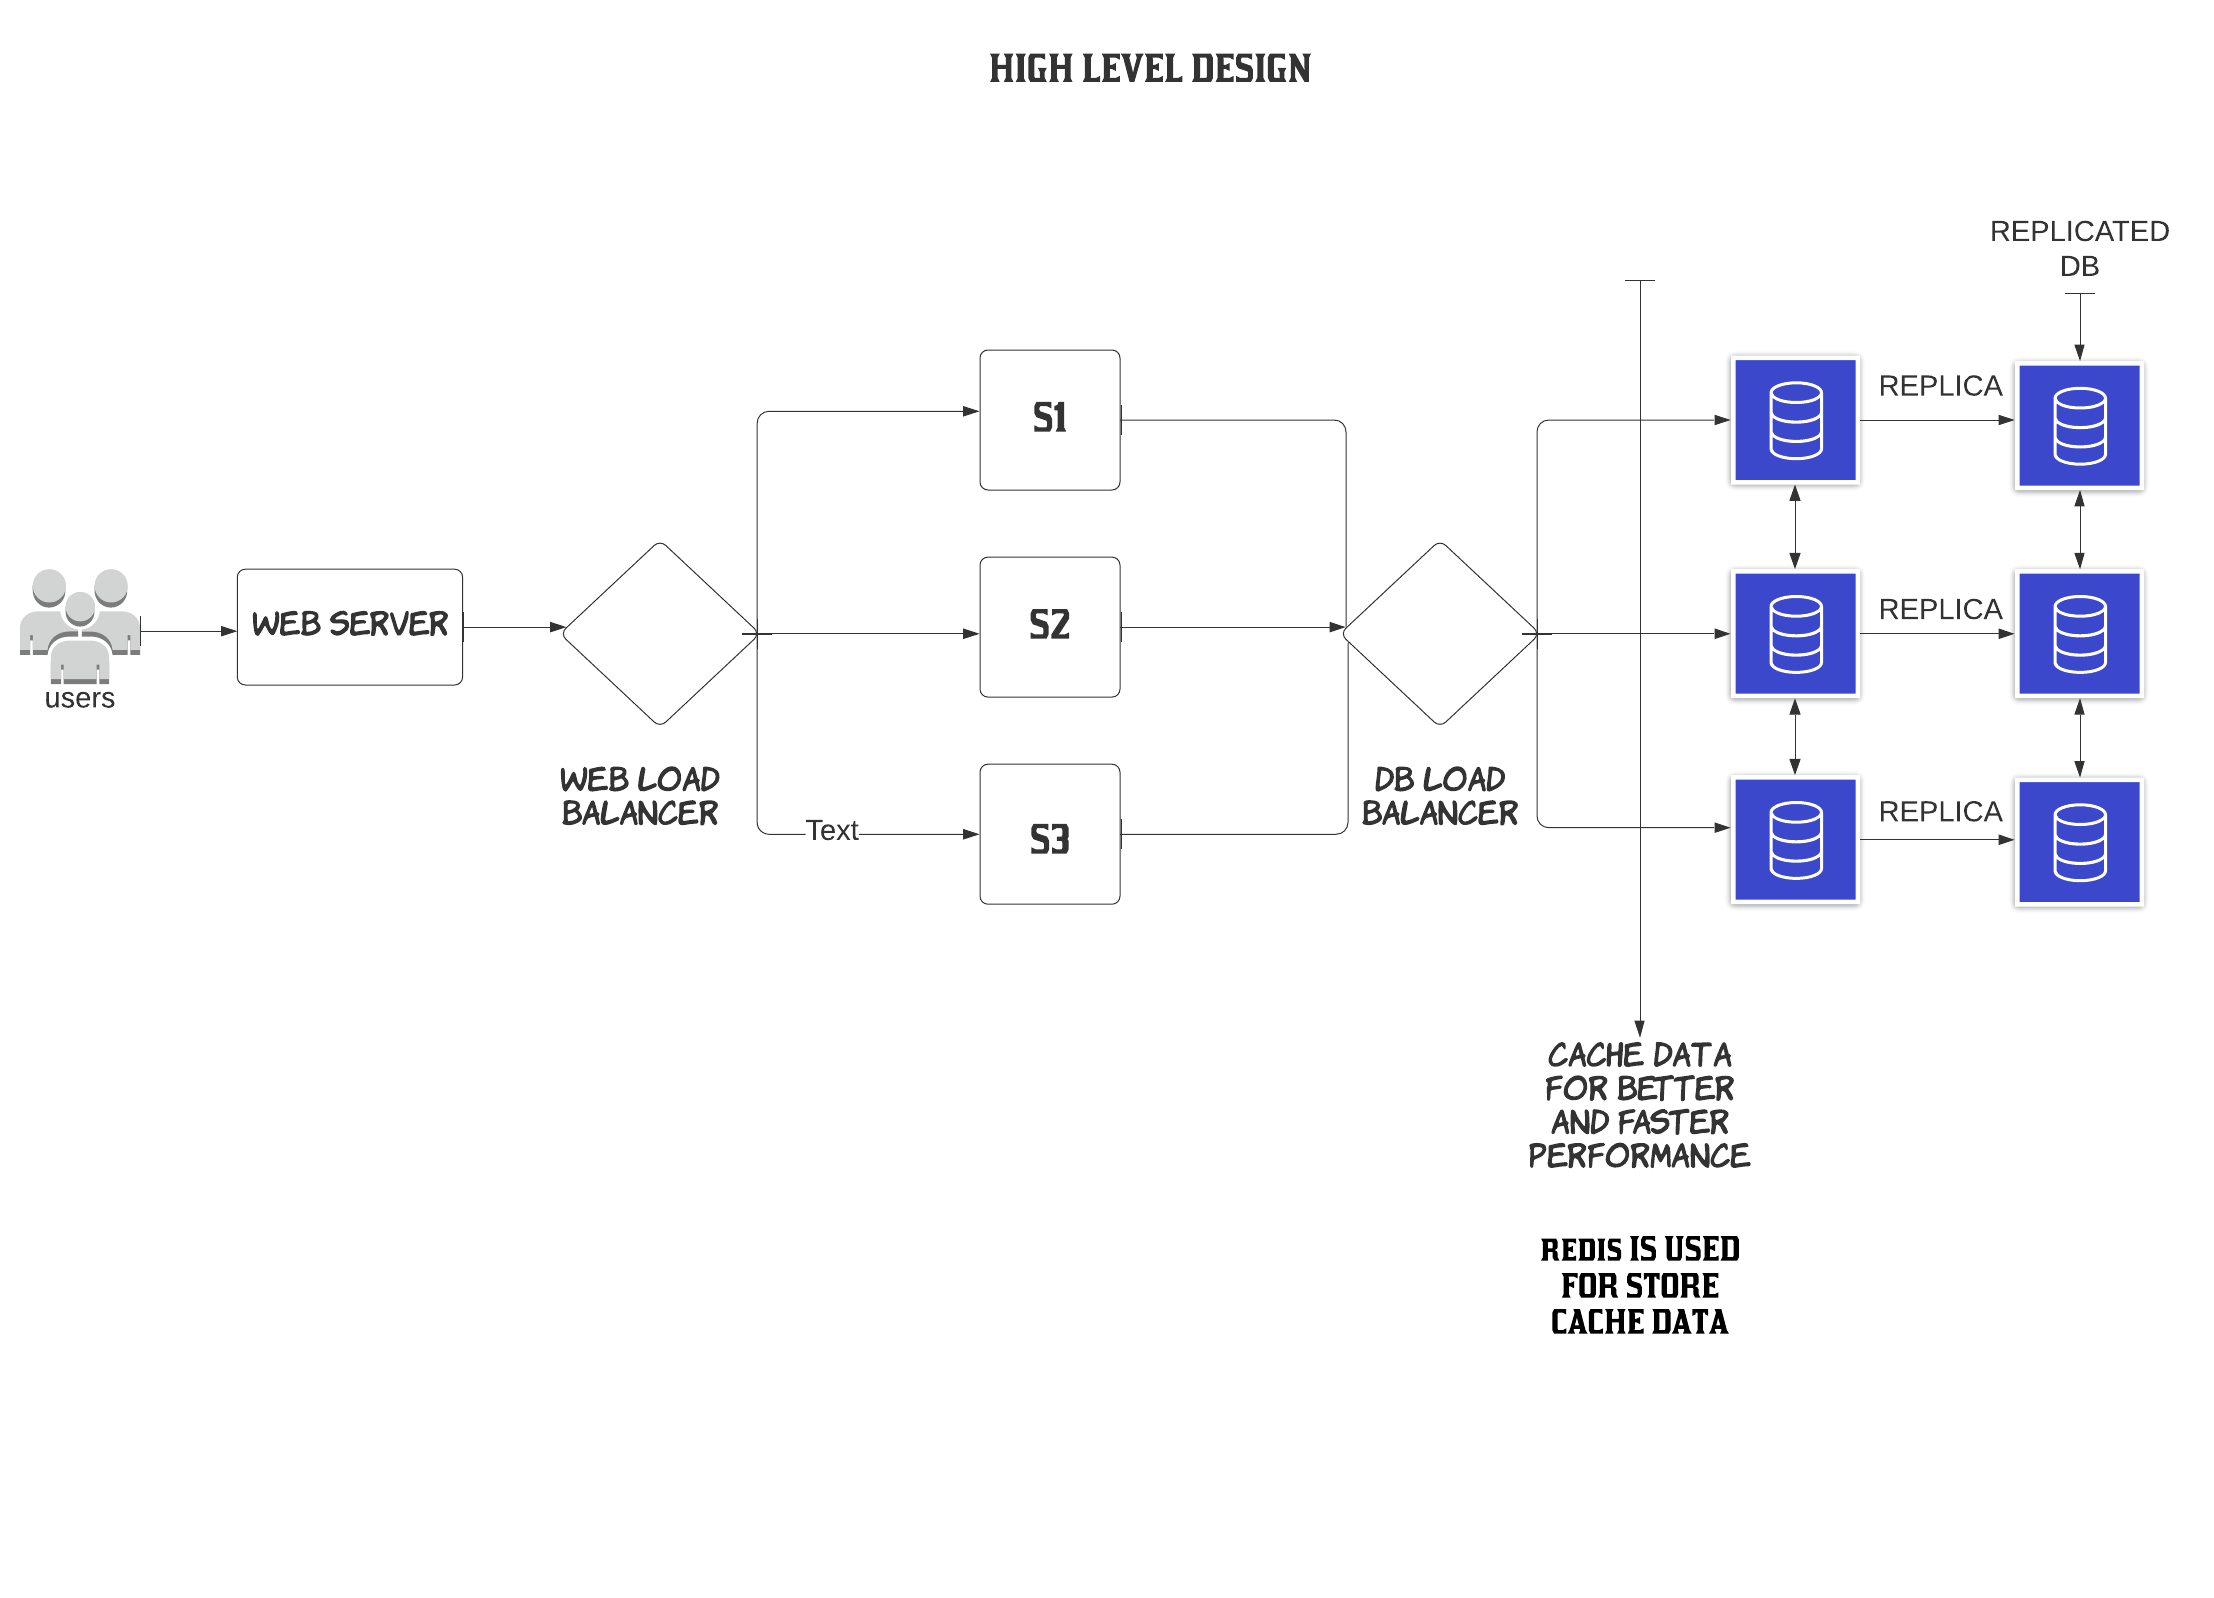 HIGH LEVEL DESIGN
REPLICATED
DB
REPLICA
S1
WEB SERVER
S2
REPLICA
users
WEB LOAD
BALANCER
Text
S3
DB LOAD
BALANCER
REPLICA
CACHE DATA
FOR BETTER
AND FASTER
PERFORMANCE
REDIS IS USED
FOR STORE
CACHE DATA